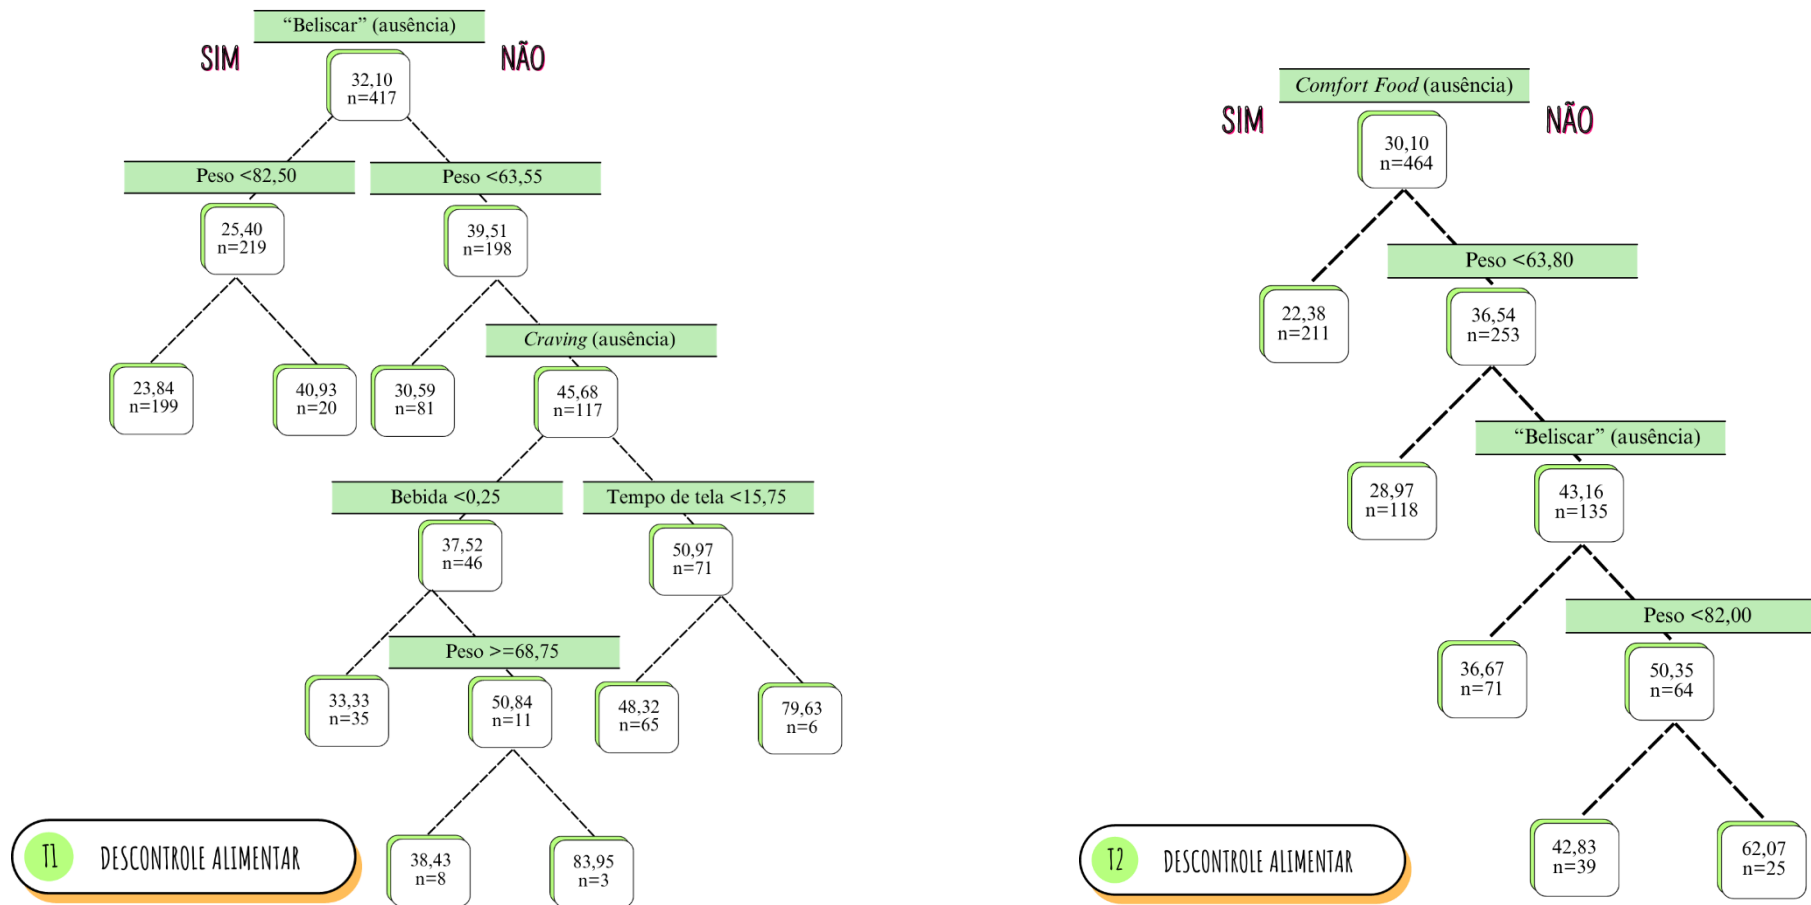 “Beliscar” (ausência)
SIM
NÃO
32,10
n=417
Peso <82,50
Peso <63,55
25,40
n=219
39,51
n=198
Craving (ausência)
23,84
n=199
40,93
n=20
30,59
n=81
45,68
n=117
Bebida <0,25
Tempo de tela <15,75
37,52
n=46
50,97
n=71
Peso >=68,75
33,33
n=35
50,84
n=11
48,32
n=65
79,63
n=6
38,43
n=8
83,95
n=3
T1
DESCONTROLE ALIMENTAR
Comfort Food (ausência)
SIM
NÃO
30,10
n=464
Peso <63,80
22,38
n=211
36,54
n=253
“Beliscar” (ausência)
28,97
n=118
43,16
n=135
Peso <82,00
36,67
n=71
50,35
n=64
42,83
n=39
62,07
n=25
T2
DESCONTROLE ALIMENTAR